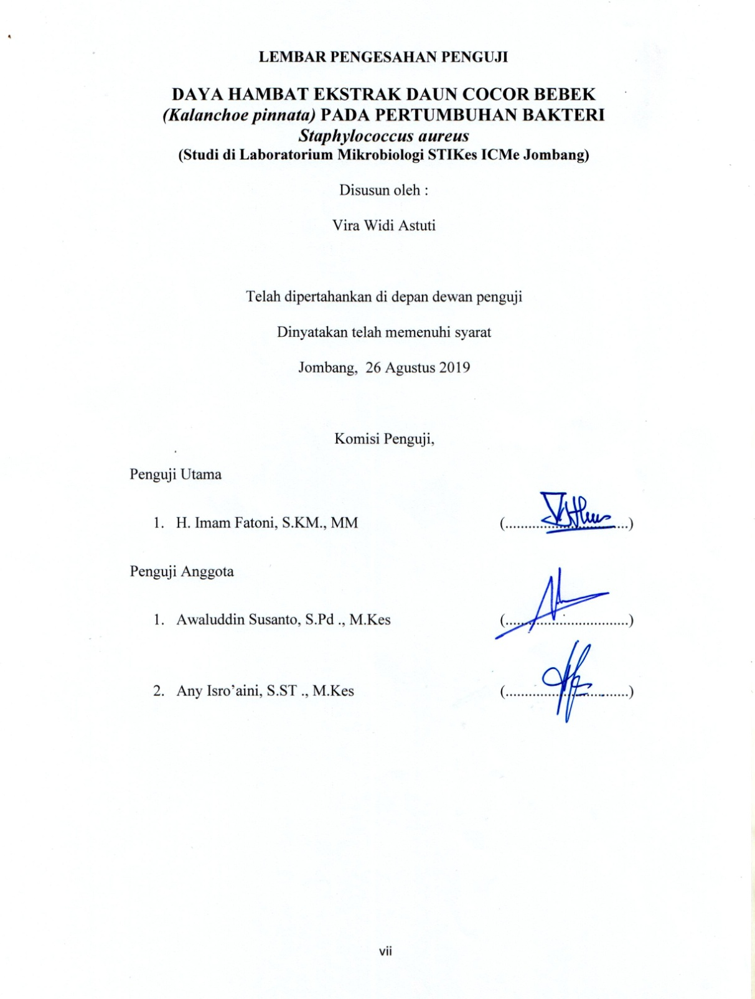 LEMBAR PENGESAHAN PENGUJI
DAYA HAMBAT EKSTRAK DAUN COCOR BEBEK
(Kalanchoe pinnata) PADA PERTUMBUHAN BAKTERI
Staphylococcus aureus
(Studi di Laboratorium Mikrobiologi STIKes ICMe Jombang)
Disusun oleh :
Vira Widi Astuti
Telah dipertahankan di depan dewan penguji
Dinyatakan telah memenuhi syarat
Jombang,  26 Agustus 2019
Komisi Penguji,
Penguji Utama
1. H. Imam Fatoni, S.KM., MM (.................................)
Penguji Anggota
1. Awaluddin Susanto, S.Pd ., M.Kes (.................................)
2. Any Isro’aini, S.ST ., M.Kes (.................................)
vii